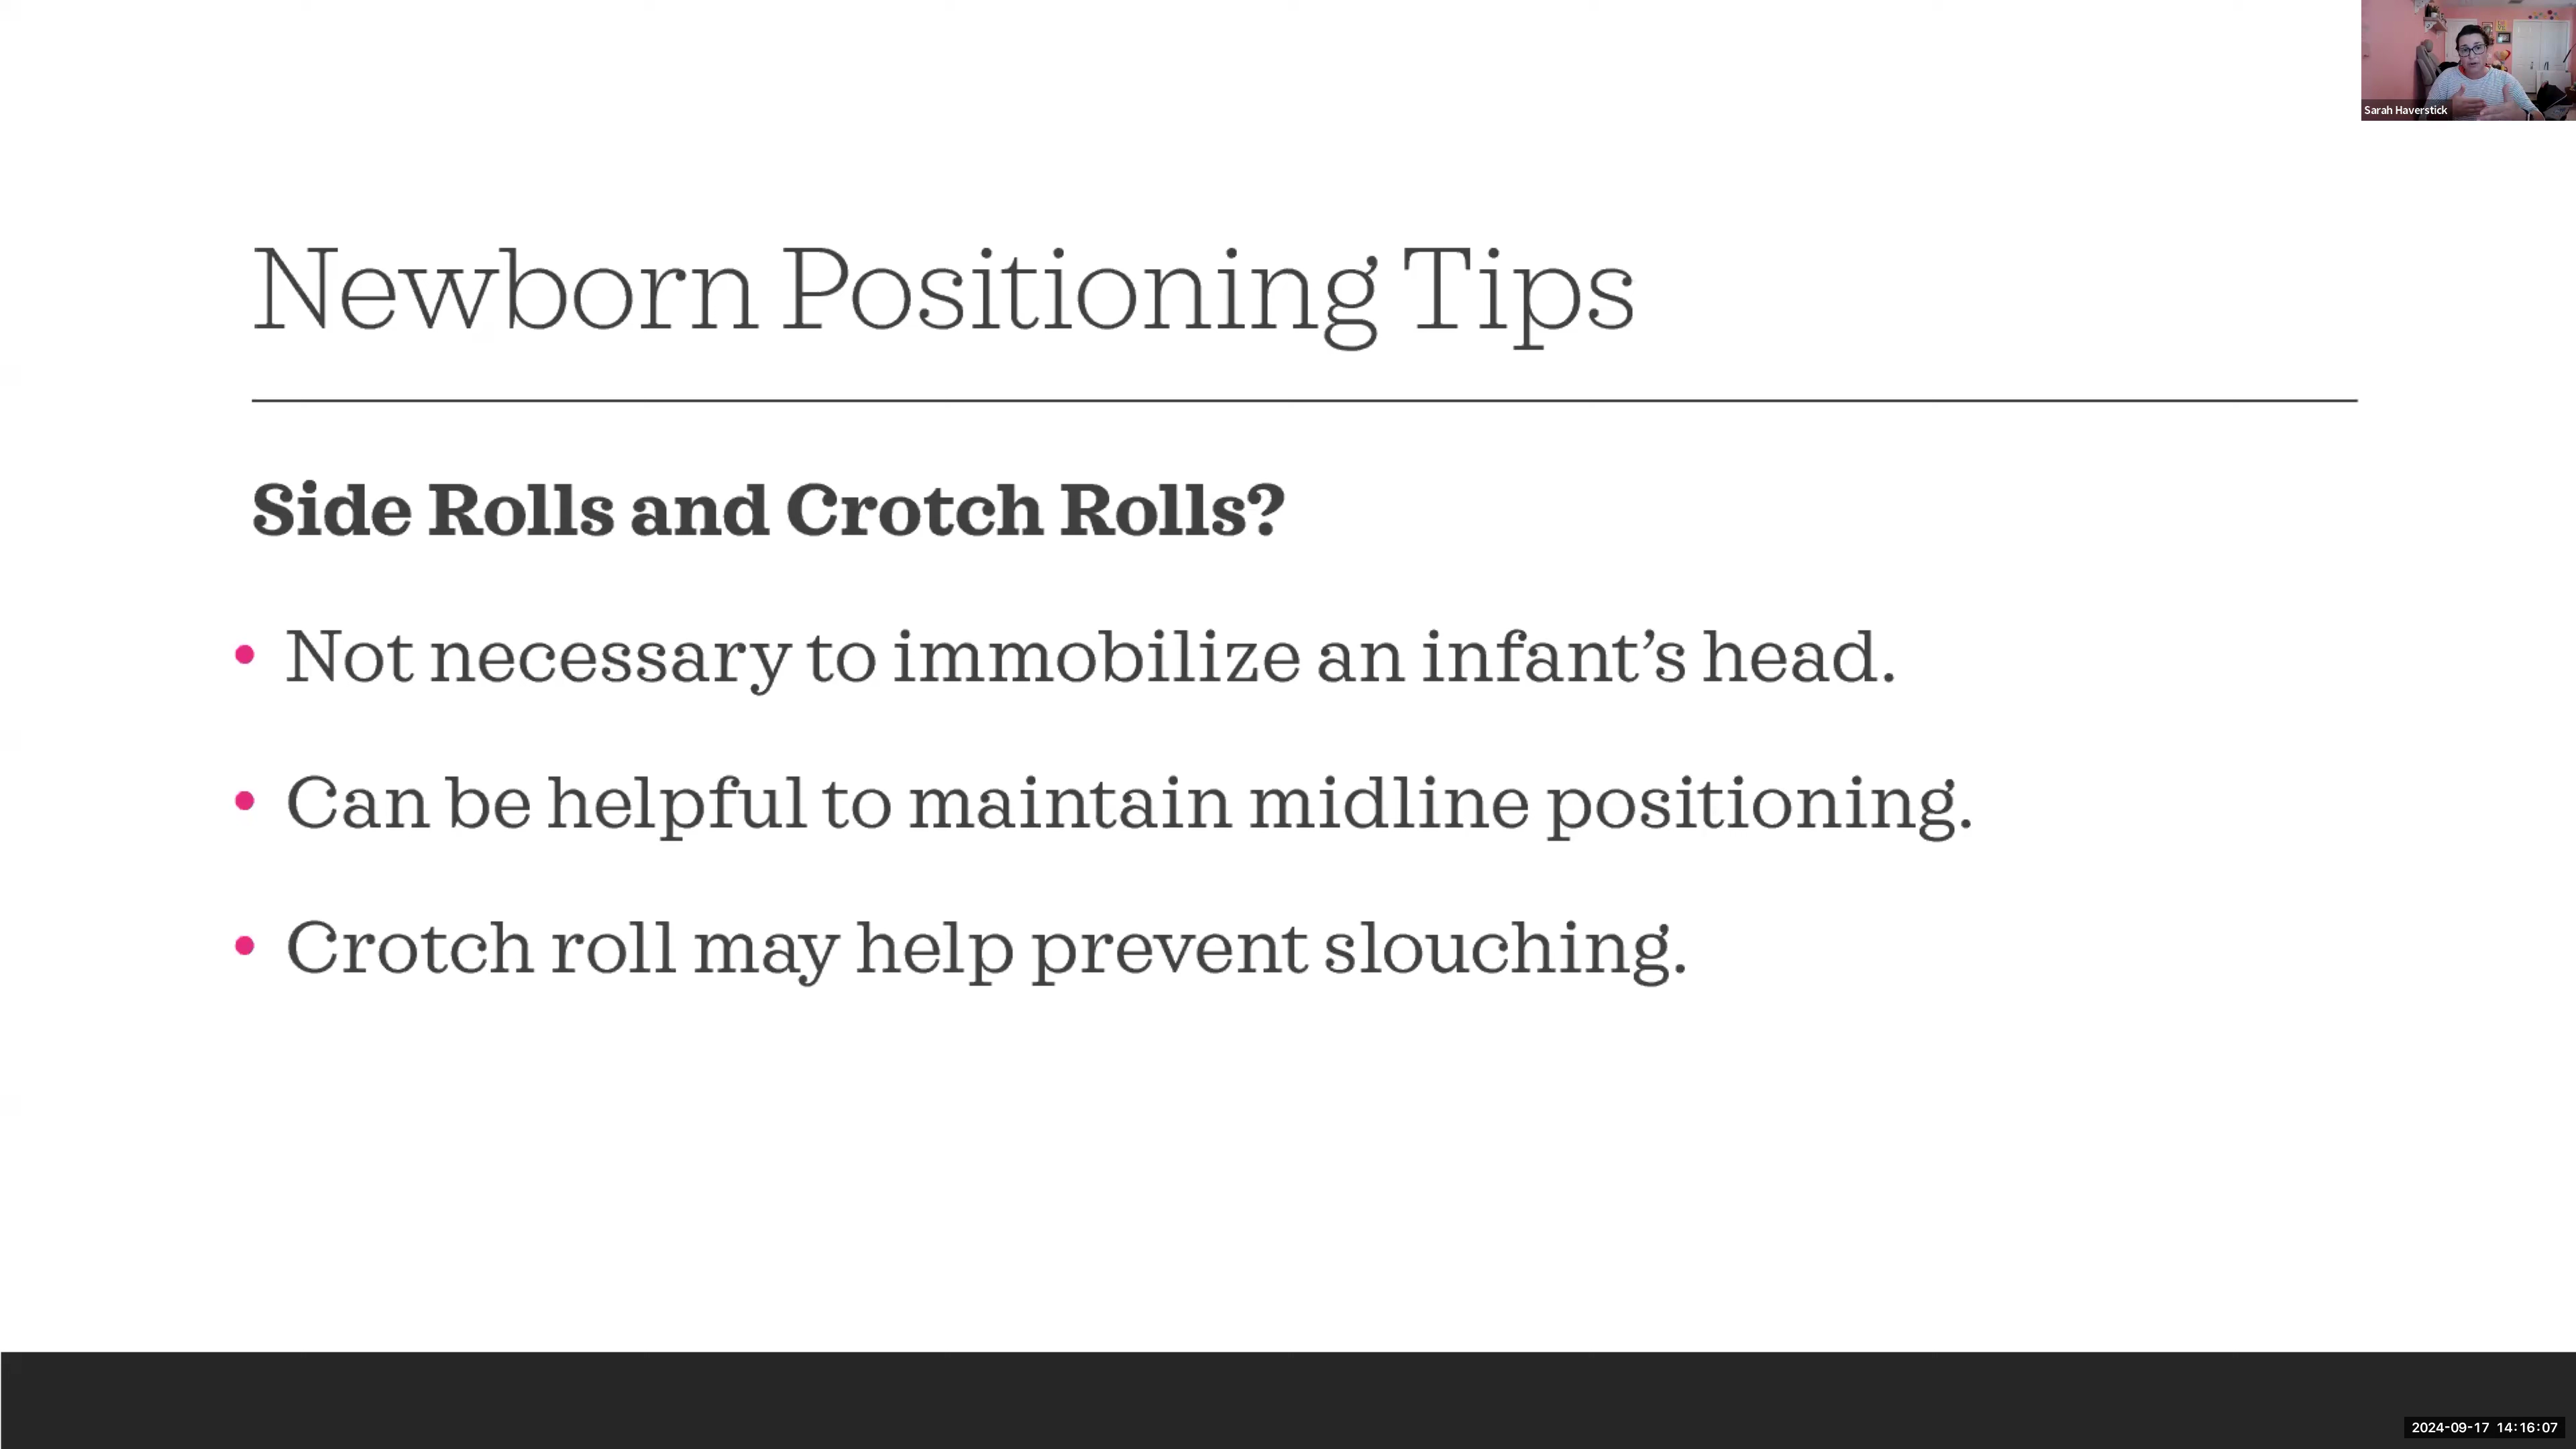 Sarah Haverstick
Newborn Positioning Tips
Side Rolls and Crotch Rolls?
• Not necessary to immobilize an infant’s head.
• Can be helpful to maintain midline positioning.
• Crotch roll may help prevent slouching.
2024-09-17 14:16:07